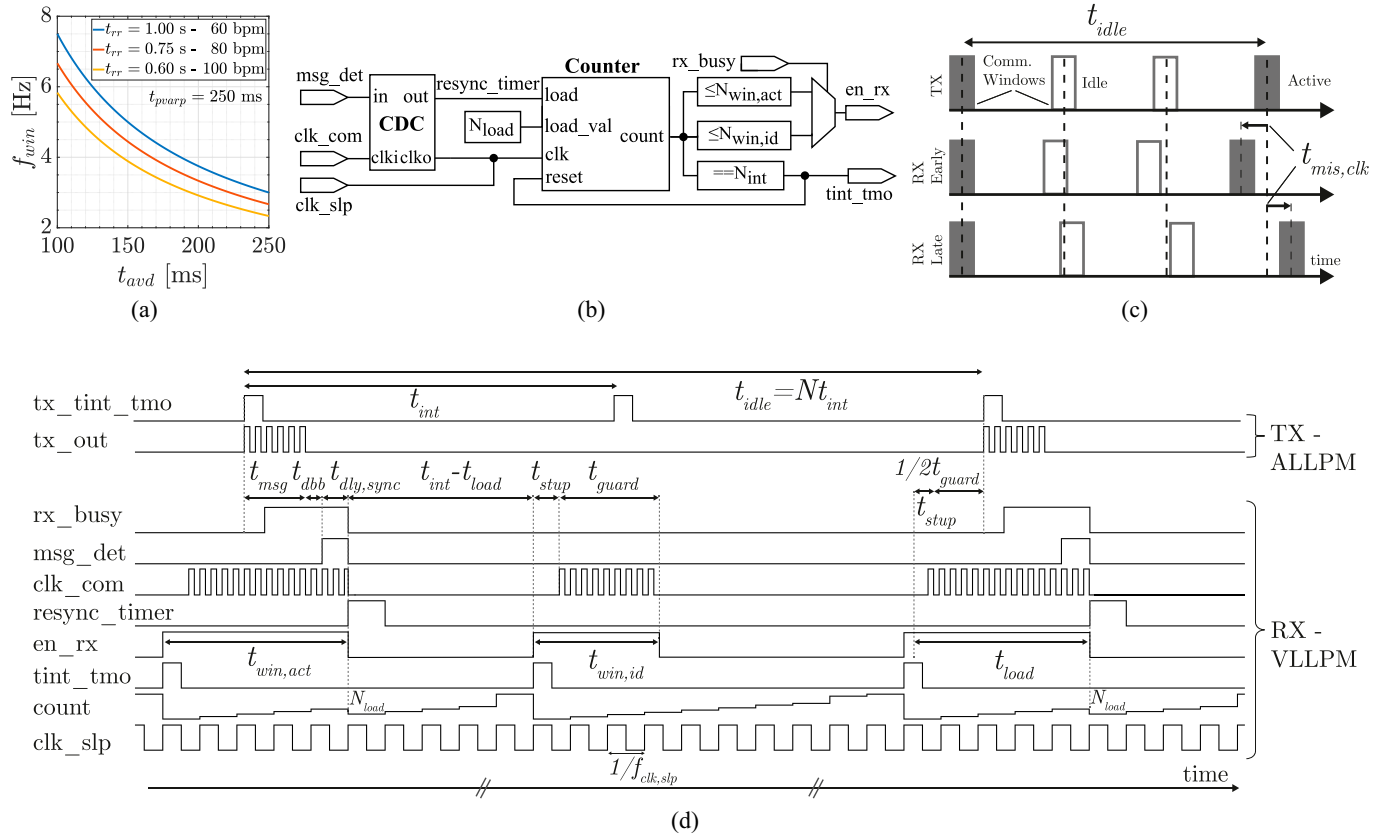 t_rr = 1.00 s - 60 bpm
t_rr = 0.75 s - 80 bpm
t_rr = 0.60 s - 100 bpm
t_pvarp = 250 ms
f_win [Hz]
8
6
4
2
100 150 200 250
t_avd [ms]
(a)
msg_det
clk_com
clk_slp
in out
CDC
clki clko
resync_timer
N_load
Counter
load
load_val
clk
reset
count
rx_busy
≤N_win,act
≤N_win,id
==N_int
en_rx
tint_tmo
(b)
t_idle
TX
Comm.
Windows
Idle
Active
RX
Early
t_mis,clk
RX
Late
time
(c)
tx_tint_tmo
t_int
t_idle=Nt_int
tx_out
TX -
ALLPM
t_msg t_dbb t_dly,sync t_int-t_load t_stup t_guard
1/2t_guard
t_stup
rx_busy
msg_det
clk_com
resync_timer
en_rx
t_win,act
t_win,id
t_load
RX -
VLLPM
tint_tmo
count
N_load
N_load
clk_slp
1/f_clk,slp
time
(d)